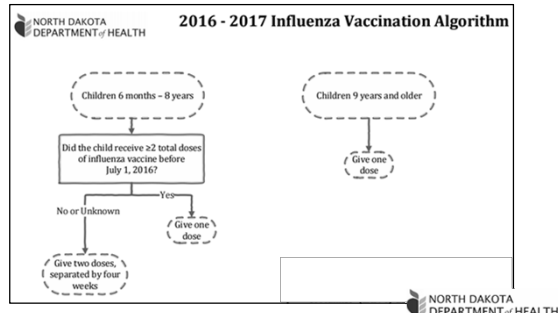 NORTH DAKOTA
DEPARTMENT of HEALTH
2016 - 2017 Influenza Vaccination Algorithm
Children 6 months – 8 years
Children 9 years and older
Did the child receive ≥2 total doses
of influenza vaccine before
July 1, 2016?
Give one
dose
Yes
No or Unknown
Give one
dose
Give two doses,
separated by four
weeks
NORTH DAKOTA
DEPARTMENT of HEALTH